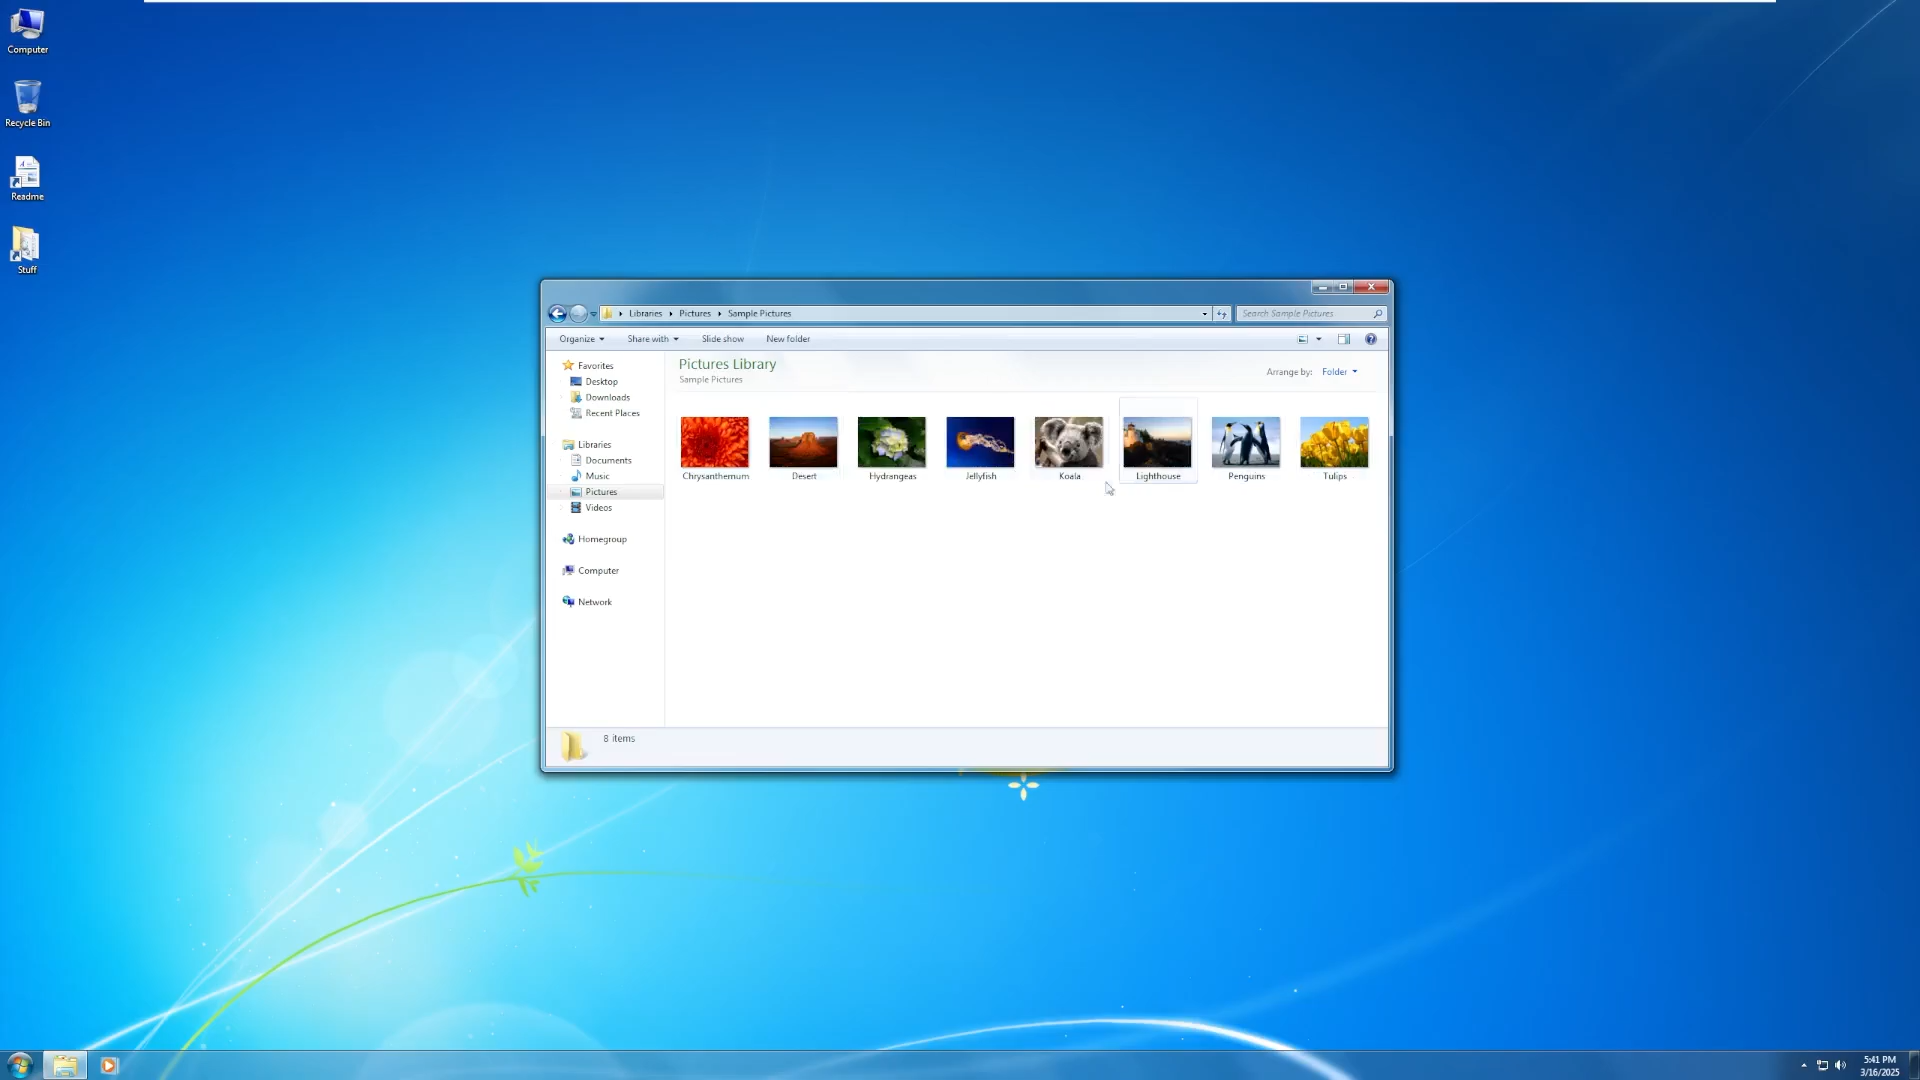 Computer
Recycle Bin
Readme
Stuff
Libraries Pictures Sample Pictures
Search Sample Pictures
Organize Share with Slide show New folder
Favorites
Desktop
Downloads
Recent Places
Libraries
Documents
Music
Pictures
Videos
Homegroup
Computer
Network
Pictures Library
Sample Pictures
Arrange by: Folder
Chrysanthemum Desert Hydrangeas Jellyfish Koala Lighthouse Penguins Tulips
8 items
5:41 PM
3/16/2025